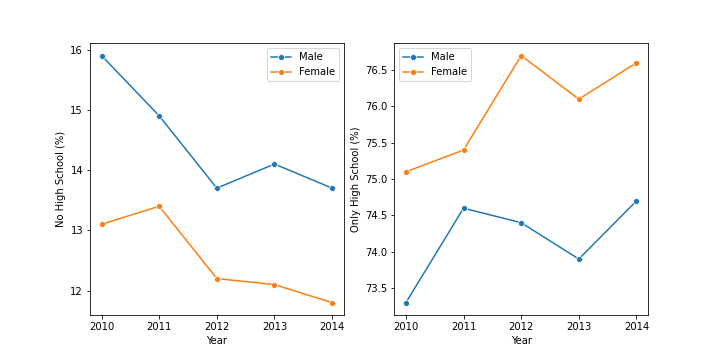 No High School (%)
16
15
14
13
12
Male
Female
2010 2011 2012 2013 2014
Year
Only High School (%)
76.5
76.0
75.5
75.0
74.5
74.0
73.5
Male
Female
2010 2011 2012 2013 2014
Year